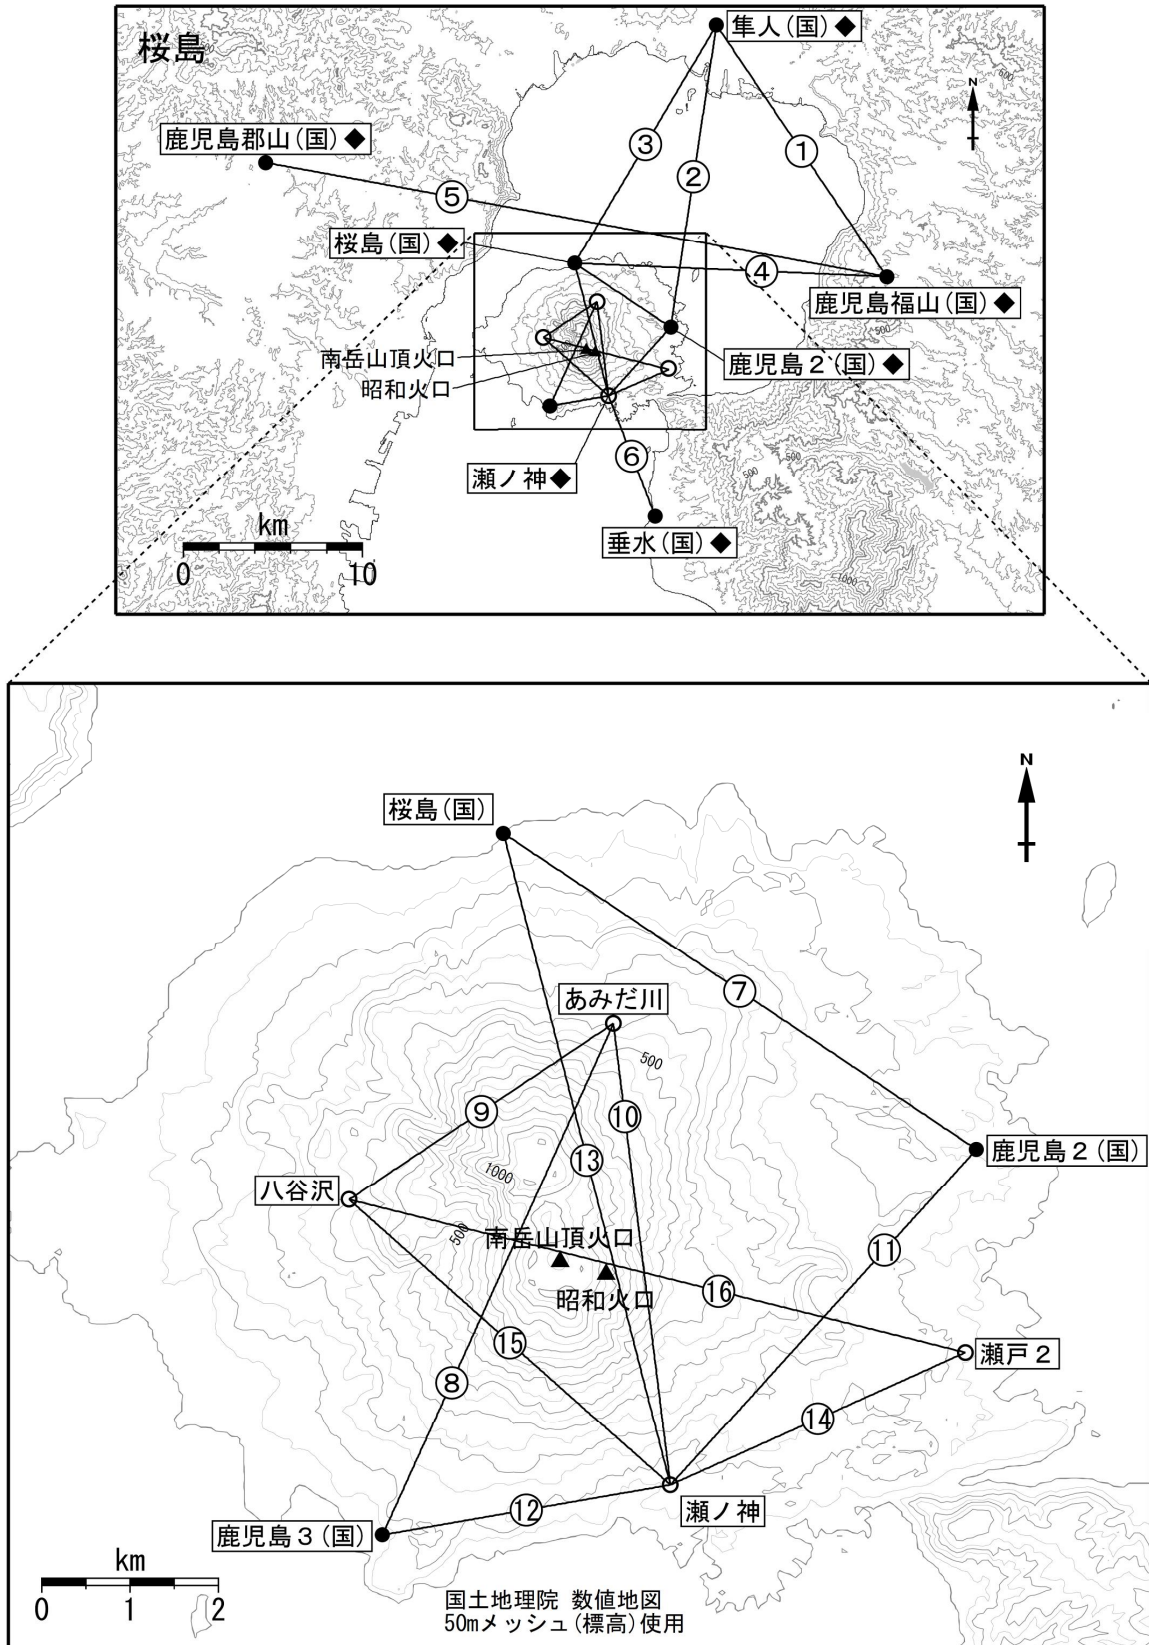 桜島
隼人(国)◆
N
鹿児島郡山(国)◆
③
①
②
⑤
桜島(国)◆
④
鹿児島福山(国)◆
500
600
南岳山頂火口
昭和火口
鹿児島2(国)◆
⑥
瀬ノ神◆
500
500
垂水(国)◆
1000
km
0 10
N
桜島(国)
⑦
あみだ川
500
⑨
⑩
鹿児島2(国)
⑬
1000
八谷沢
500
南岳山頂火口
⑪
昭和火口
⑯
⑮
瀬戸2
⑧
⑭
瀬ノ神
⑫
鹿児島3(国)
km
0 1 2
国土地理院 数値地図
50mメッシュ(標高)使用